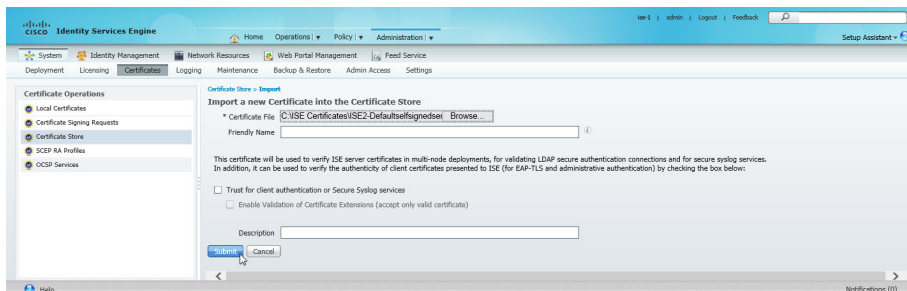 ise-1 | admin | Logout | Feedback
CISCO Identity Services Engine
Home Operations | Policy | Administration |
Setup Assistant
System Identity Management Network Resources Web Portal Management Feed Service
Deployment Licensing Certificates Logging Maintenance Backup & Restore Admin Access Settings
Certificate Operations
Local Certificates
Certificate Signing Requests
Certificate Store
SCEP RA Profiles
OCSP Services
Certificate Store > Import
Import a new Certificate into the Certificate Store
* Certificate File C:\ISE Certificates\ISE2-Defaultselfsignedser Browse...
Friendly Name
This certificate will be used to verify ISE server certificates in multi-node deployments, for validating LDAP secure authentication connections and for secure syslog services.
In addition, it can be used to verify the authenticity of client certificates presented to ISE (for EAP-TLS and administrative authentication) by checking the box below:
Trust for client authentication or Secure Syslog services
Enable Validation of Certificate Extensions (accept only valid certificate)
Description
Submit Cancel
Help
Notifications (0)